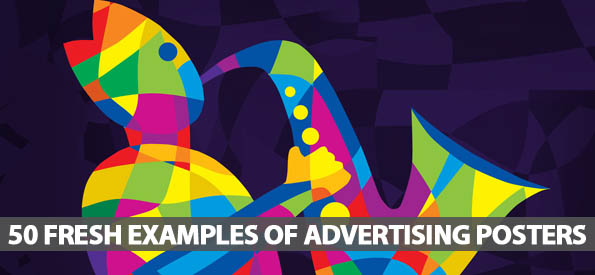 50 FRESH EXAMPLES OF ADVERTISING POSTERS